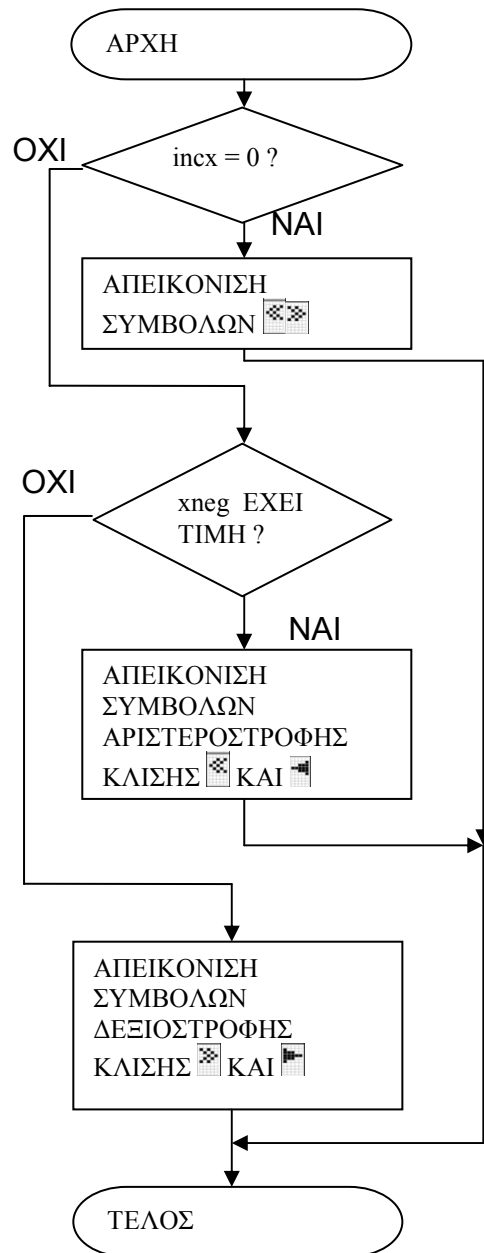 ΑΡΧΗ
ΟΧΙ
incx = 0 ?
ΝΑΙ
ΑΠΕΙΚΟΝΙΣΗ
ΣΥΜΒΟΛΩΝ
ΟΧΙ
xneg ΕΧΕΙ
ΤΙΜΗ ?
ΝΑΙ
ΑΠΕΙΚΟΝΙΣΗ
ΣΥΜΒΟΛΩΝ
ΑΡΙΣΤΕΡΟΣΤΡΟΦΗΣ
ΚΛΙΣΗΣ ΚΑΙ
ΑΠΕΙΚΟΝΙΣΗ
ΣΥΜΒΟΛΩΝ
ΔΕΞΙΟΣΤΡΟΦΗΣ
ΚΛΙΣΗΣ ΚΑΙ
ΤΕΛΟΣ